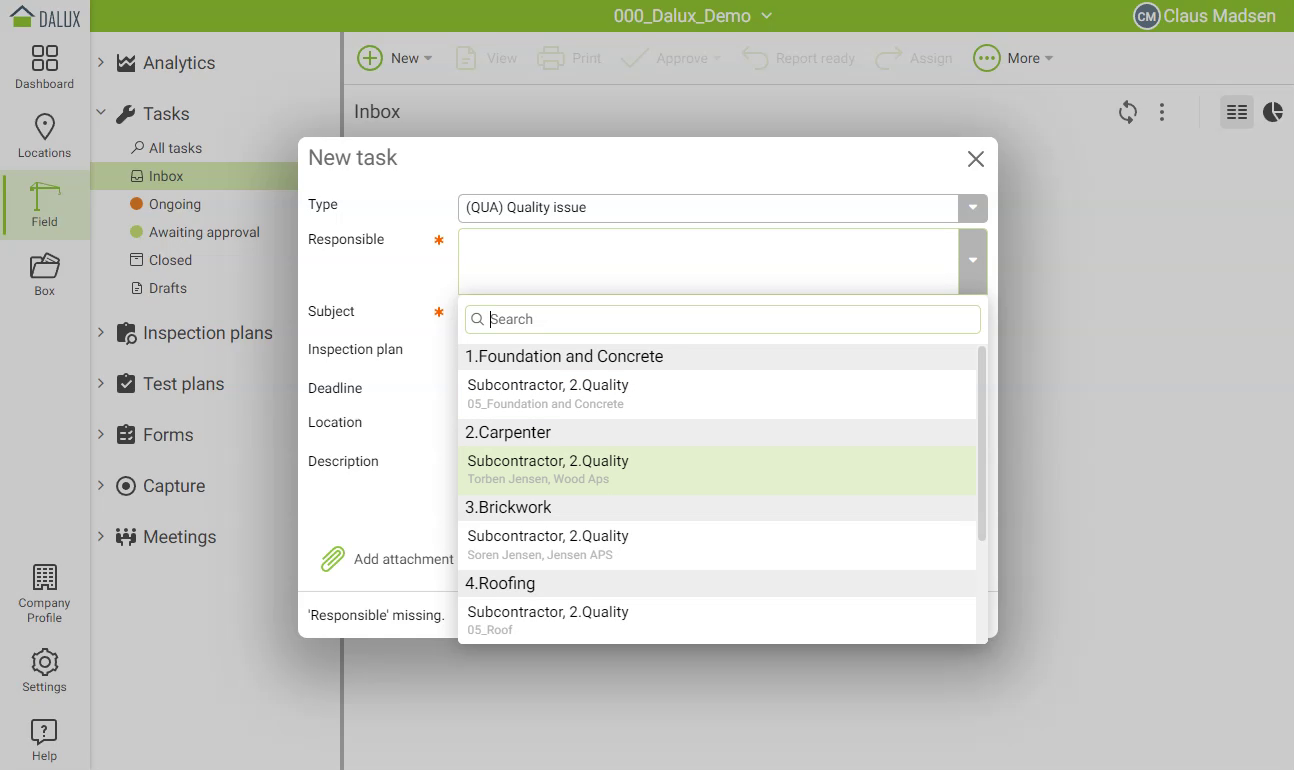 DALUX
000_Dalux_Demo
CM Claus Madsen
Dashboard
Locations
Field
Box
Company
Profile
Settings
Help
Analytics
Tasks
All tasks
Inbox
Ongoing
Awaiting approval
Closed
Drafts
Inspection plans
Test plans
Forms
Capture
Meetings
New
View
Print
Approve
Report ready
Assign
More
Inbox
New task
Type
(QUA) Quality issue
Responsible *
Subject *
Inspection plan
Deadline
Location
Description
Add attachment
'Responsible' missing.
Search
1.Foundation and Concrete
Subcontractor, 2.Quality
05_Foundation and Concrete
2.Carpenter
Subcontractor, 2.Quality
Torben Jensen, Wood Aps
3.Brickwork
Subcontractor, 2.Quality
Soren Jensen, Jensen APS
4.Roofing
Subcontractor, 2.Quality
05_Roof